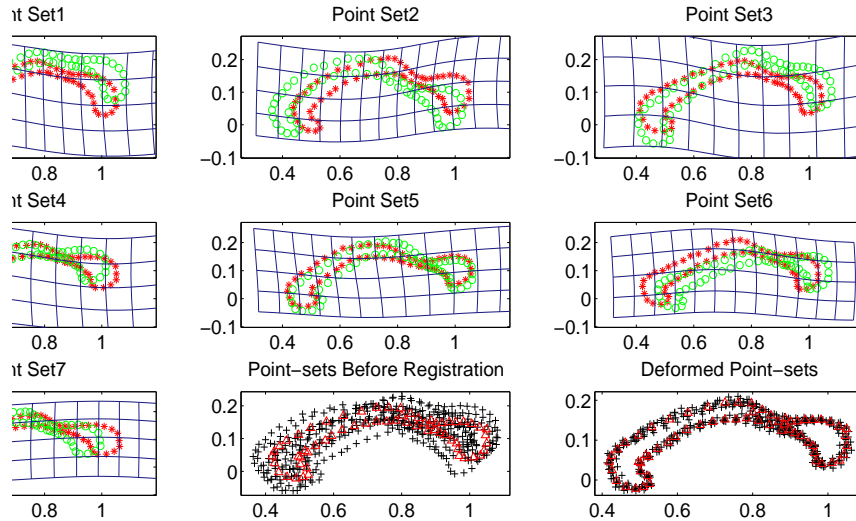 nt Set1 Point Set2 Point Set3
0.2 0.2
0.1 0.1
0 0
−0.1 −0.1
0.8 1 0.4 0.6 0.8 1 0.4 0.6 0.8 1
nt Set4 Point Set5 Point Set6
0.2 0.2
0.1 0.1
0 0
−0.1 −0.1
0.8 1 0.4 0.6 0.8 1 0.4 0.6 0.8 1
nt Set7 Point−sets Before Registration Deformed Point−sets
0.2 0.2
0.1 0.1
0 0
0.8 1 0.4 0.6 0.8 1 0.4 0.6 0.8 1